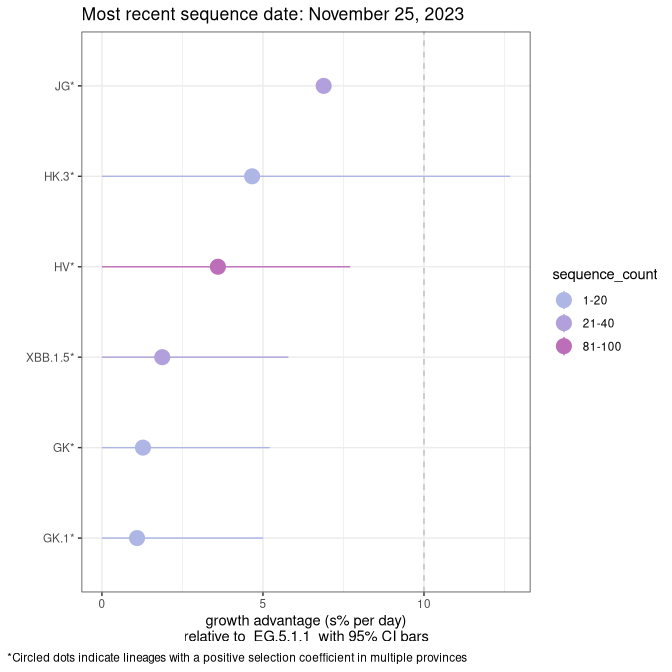 Most recent sequence date: November 25, 2023
JG*
HK.3*
HV*
XBB.1.5*
GK*
GK.1*
0 5 10
growth advantage (s% per day)
relative to EG.5.1.1 with 95% CI bars
sequence_count
1-20
21-40
81-100
*Circled dots indicate lineages with a positive selection coefficient in multiple provinces